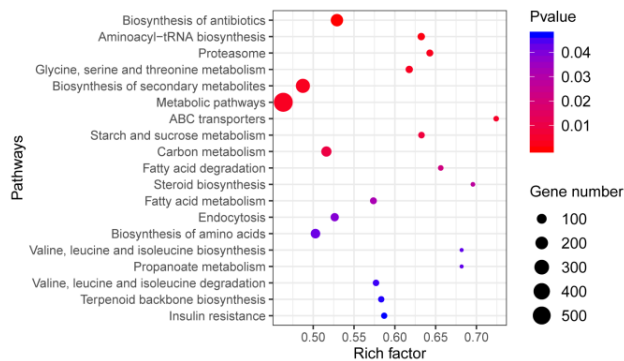 Pathways
Biosynthesis of antibiotics
Aminoacyl−tRNA biosynthesis
Proteasome
Glycine, serine and threonine metabolism
Biosynthesis of secondary metabolites
Metabolic pathways
ABC transporters
Starch and sucrose metabolism
Carbon metabolism
Fatty acid degradation
Steroid biosynthesis
Fatty acid metabolism
Endocytosis
Biosynthesis of amino acids
Valine, leucine and isoleucine biosynthesis
Propanoate metabolism
Valine, leucine and isoleucine degradation
Terpenoid backbone biosynthesis
Insulin resistance
0.50 0.55 0.60 0.65 0.70
Rich factor
Pvalue
0.04
0.03
0.02
0.01
Gene number
100
200
300
400
500